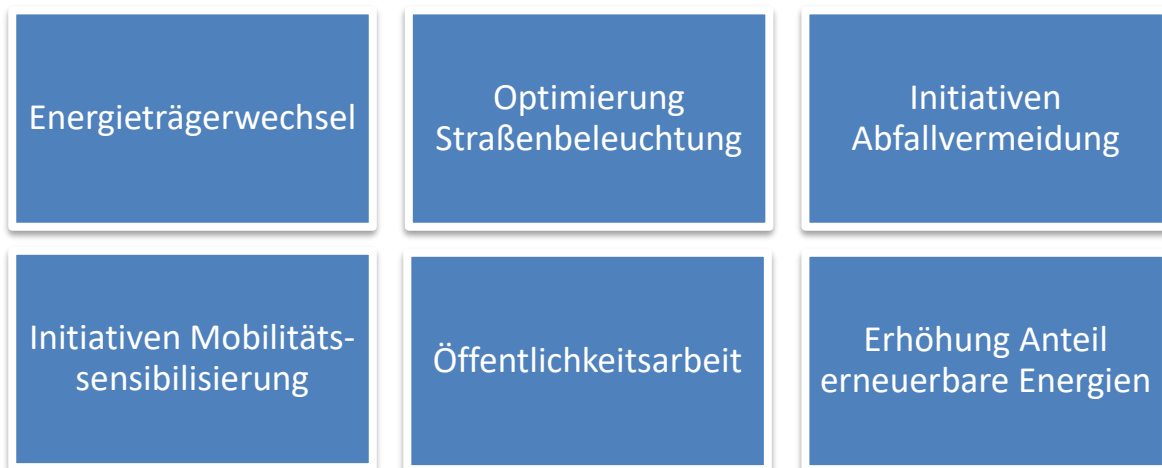 Energieträgerwechsel
Optimierung
Straßenbeleuchtung
Initiativen
Abfallvermeidung
Initiativen Mobilitäts-
sensibilisierung
Öffentlichkeitsarbeit
Erhöhung Anteil
erneuerbare Energien